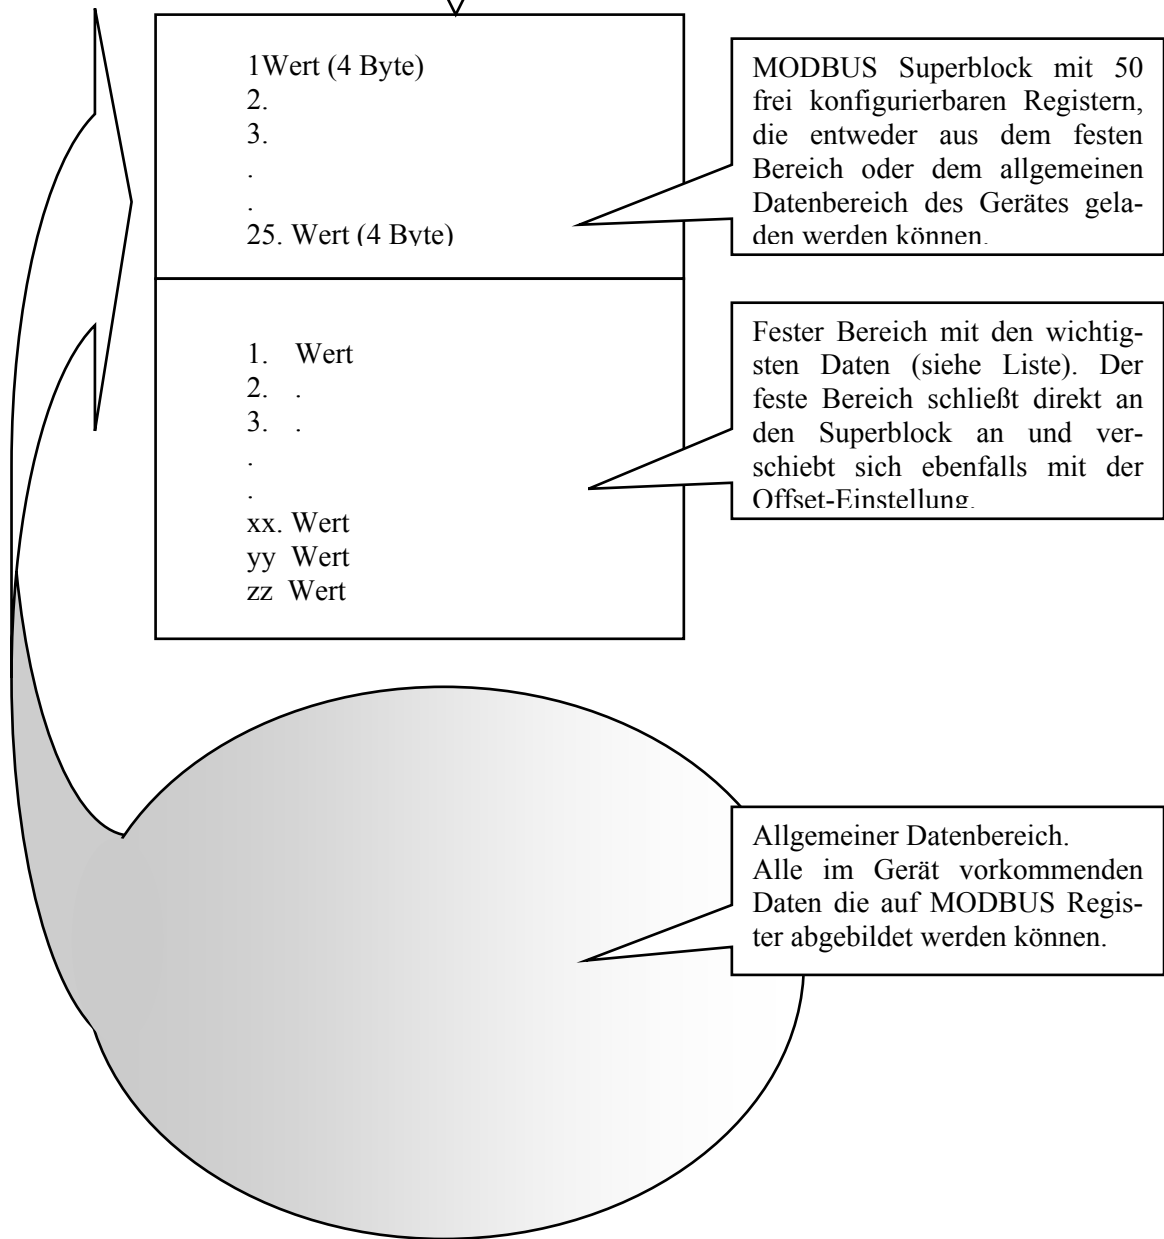 1Wert (4 Byte)
2.
3.
.
.
25. Wert (4 Byte)
MODBUS Superblock mit 50
frei konfigurierbaren Registern,
die entweder aus dem festen
Bereich oder dem allgemeinen
Datenbereich des Gerätes gela-
den werden können.
1. Wert
2. .
3. .
.
.
xx. Wert
yy Wert
zz Wert
Fester Bereich mit den wichtig-
sten Daten (siehe Liste). Der
feste Bereich schließt direkt an
den Superblock an und ver-
schiebt sich ebenfalls mit der
Offset-Einstellung.
Allgemeiner Datenbereich.
Alle im Gerät vorkommenden
Daten die auf MODBUS Regis-
ter abgebildet werden können.